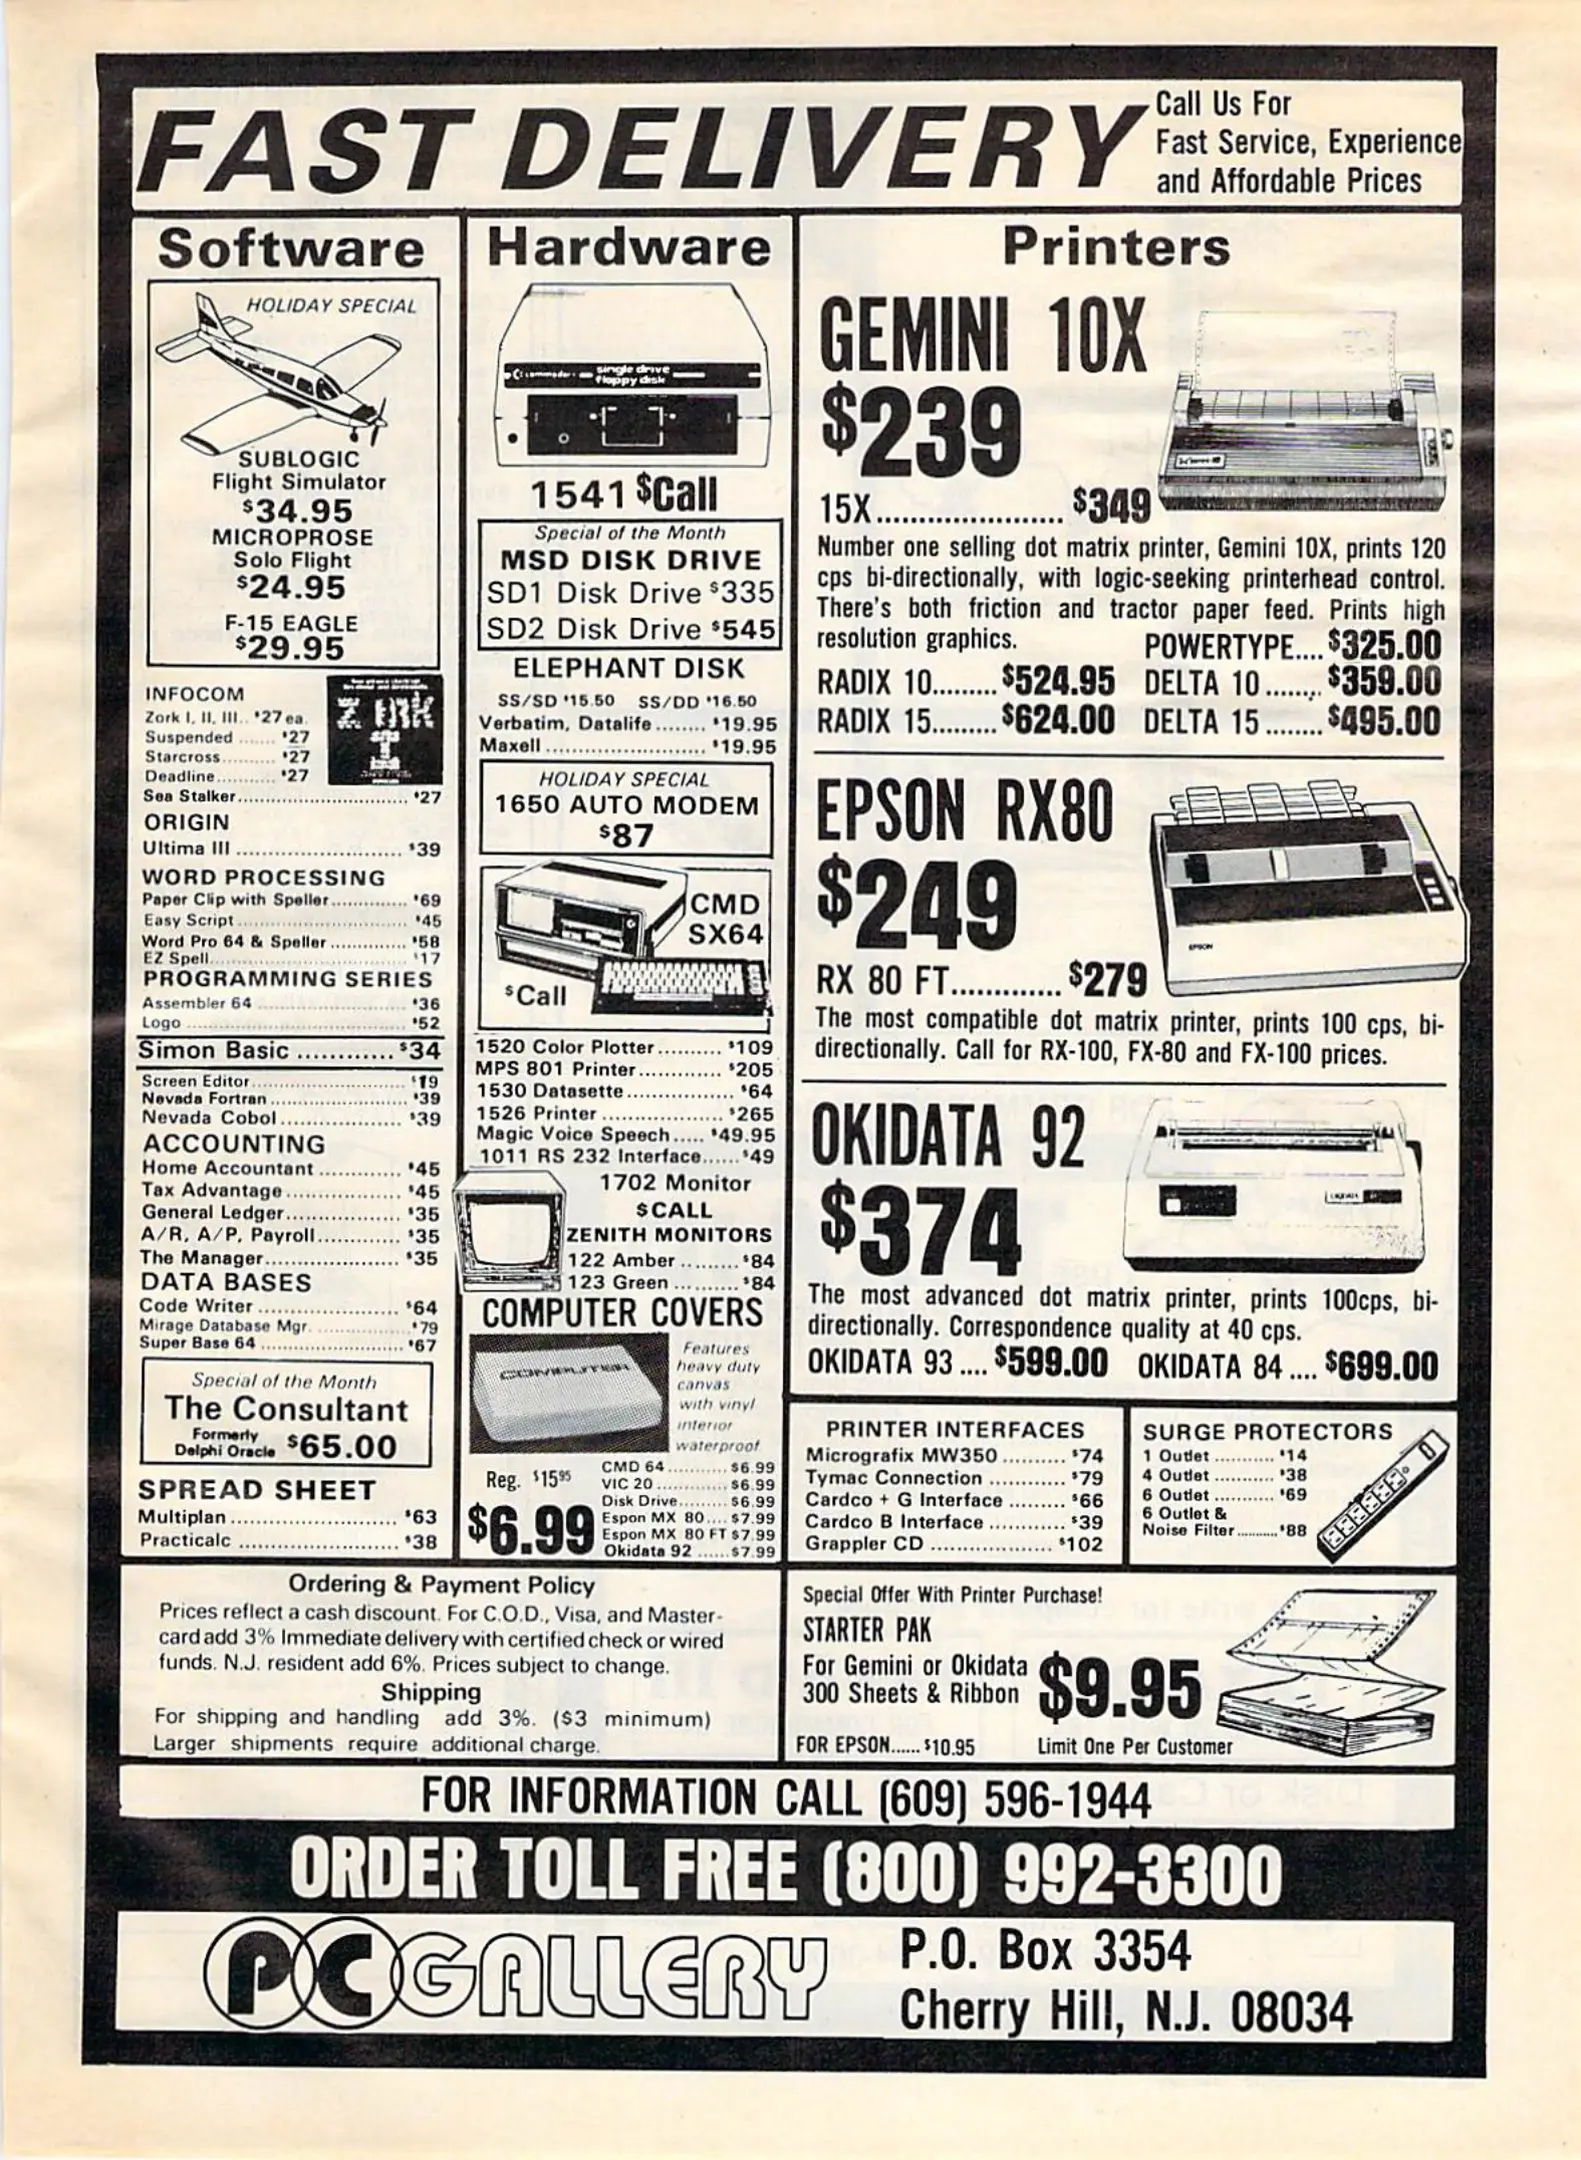 FAST DELIVERY
Call Us For
Fast Service, Experience
and Affordable Prices
Software
HOLIDAY SPECIAL
SUBLOGIC
Flight Simulator
$34.95
MICROPROSE
Solo Flight
$24.95
F-15 EAGLE
$29.95
INFOCOM
Zork I, II, III.. $27 ea.
Suspended ....... $27
Starcross......... $27
Deadline.......... $27
Sea Stalker.............................. $27
ORIGIN
Ultima III ........................... $39
WORD PROCESSING
Paper Clip with Speller............. $69
Easy Script ............................ $45
Word Pro 64 & Speller ............. $58
EZ Spell................................ $17
PROGRAMMING SERIES
Assembler 64 ......................... $36
Logo .................................... $52
Simon Basic ............ $34
Screen Editor.......................... $19
Nevada Fortran ....................... $39
Nevada Cobol .................... $39
ACCOUNTING
Home Accountant ............. $45
Tax Advantage ................... $45
General Ledger................... $35
A/R, A/P, Payroll............. $35
The Manager...................... $35
DATA BASES
Code Writer ....................... $64
Mirage Database Mgr. ............... $79
Super Base 64 ......................... $67
Special of the Month
The Consultant
Formerly
Delphi Oracle $65.00
SPREAD SHEET
Multiplan ........................... $63
Practicalc ........................... $38
Hardware
commodore
single drive
floppy disk
1541 $Call
Special of the Month
MSD DISK DRIVE
SD1 Disk Drive $335
SD2 Disk Drive $545
ELEPHANT DISK
SS/SD $15.50 SS/DD $16.50
Verbatim, Datalife ........ $19.95
Maxell .......................... $19.95
HOLIDAY SPECIAL
1650 AUTO MODEM
$87
CMD
SX64
$Call
1520 Color Plotter.......... $109
MPS 801 Printer............. $205
1530 Datasette................. $64
1526 Printer ................... $265
Magic Voice Speech..... $49.95
1011 RS 232 Interface...... $49
1702 Monitor
$CALL
ZENITH MONITORS
122 Amber ......... $84
123 Green .......... $84
COMPUTER COVERS
COMPUTER
Features
heavy duty
canvas
with vinyl
interior
waterproof
Reg. $15.95
$6.99
CMD 64........... $6.99
VIC 20............. $6.99
Disk Drive......... $6.99
Espon MX 80.... $7.99
Espon MX 80 FT $7.99
Okidata 92 ...... $7.99
Printers
GEMINI 10X
$239
15X....................... $349
Number one selling dot matrix printer, Gemini 10X, prints 120
cps bi-directionally, with logic-seeking printerhead control.
There's both friction and tractor paper feed. Prints high
resolution graphics.
POWERTYPE.... $325.00
RADIX 10......... $524.95 DELTA 10........ $359.00
RADIX 15......... $624.00 DELTA 15........ $495.00
EPSON RX80
$249
EPSON
RX 80 FT............. $279
The most compatible dot matrix printer, prints 100 cps, bi-
directionally. Call for RX-100, FX-80 and FX-100 prices.
OKIDATA 92
$374
OKIDATA
The most advanced dot matrix printer, prints 100cps, bi-
directionally. Correspondence quality at 40 cps.
OKIDATA 93 .... $599.00 OKIDATA 84 .... $699.00
PRINTER INTERFACES
Micrografix MW350 .......... $74
Tymac Connection ............ $79
Cardco + G Interface ......... $66
Cardco B Interface ............ $39
Grappler CD ................... $102
SURGE PROTECTORS
1 Outlet ........... $14
4 Outlet ........... $38
6 Outlet ........... $69
6 Outlet &
Noise Filter.......... $88
Ordering & Payment Policy
Prices reflect a cash discount. For C.O.D., Visa, and Master-
card add 3% Immediate delivery with certified check or wired
funds. N.J. resident add 6%. Prices subject to change.
Shipping
For shipping and handling add 3%. ($3 minimum)
Larger shipments require additional charge.
Special Offer With Printer Purchase!
STARTER PAK
For Gemini or Okidata
300 Sheets & Ribbon
$9.95
FOR EPSON...... $10.95
Limit One Per Customer
FOR INFORMATION CALL (609) 596-1944
ORDER TOLL FREE (800) 992-3300
PC GALLERY
P.O. Box 3354
Cherry Hill, N.J. 08034